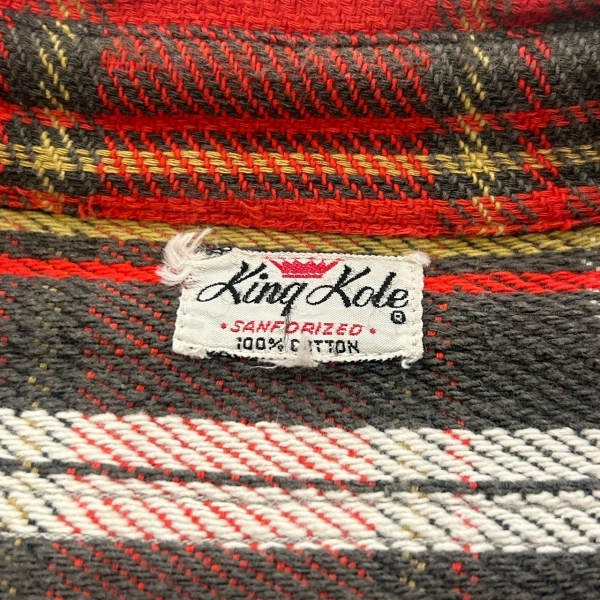 King Kole ®
• SANFORIZED •
100% COTTON